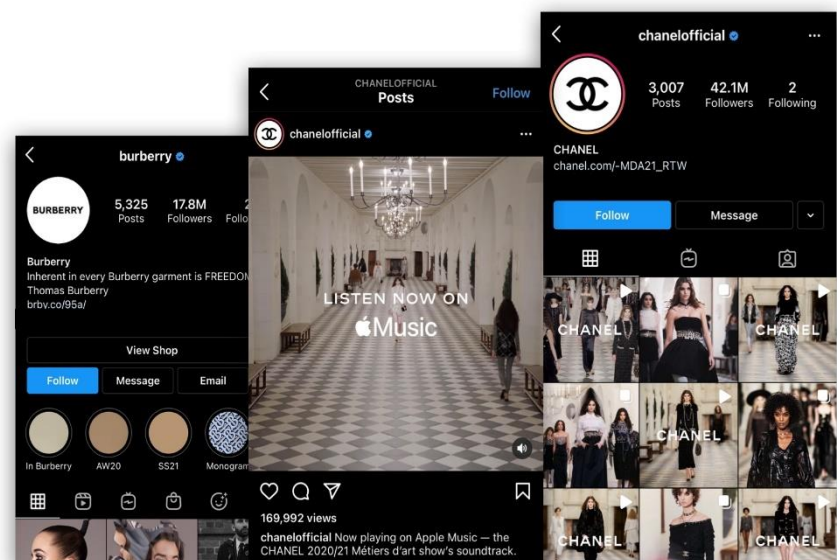 burberry
BURBERRY
5,325 17.8M
Posts Followers
Burberry
Inherent in every Burberry garment is FREEDOM
Thomas Burberry
brbv.co/95a/
View Shop
Follow Message Email
In Burberry AW20 SS21 Monogram
CHANELOFFICIAL
Posts
Follow
chanelofficial
LISTEN NOW ON
Music
169,992 views
chanelofficial Now playing on Apple Music — the
CHANEL 2020/21 Métiers d'art show's soundtrack.
chanelofficial
3,007 42.1M 2
Posts Followers Following
CHANEL
chanel.com/-MDA21_RTW
Follow Message
CHANEL CHANEL
CHANEL
CHANEL CHANEL